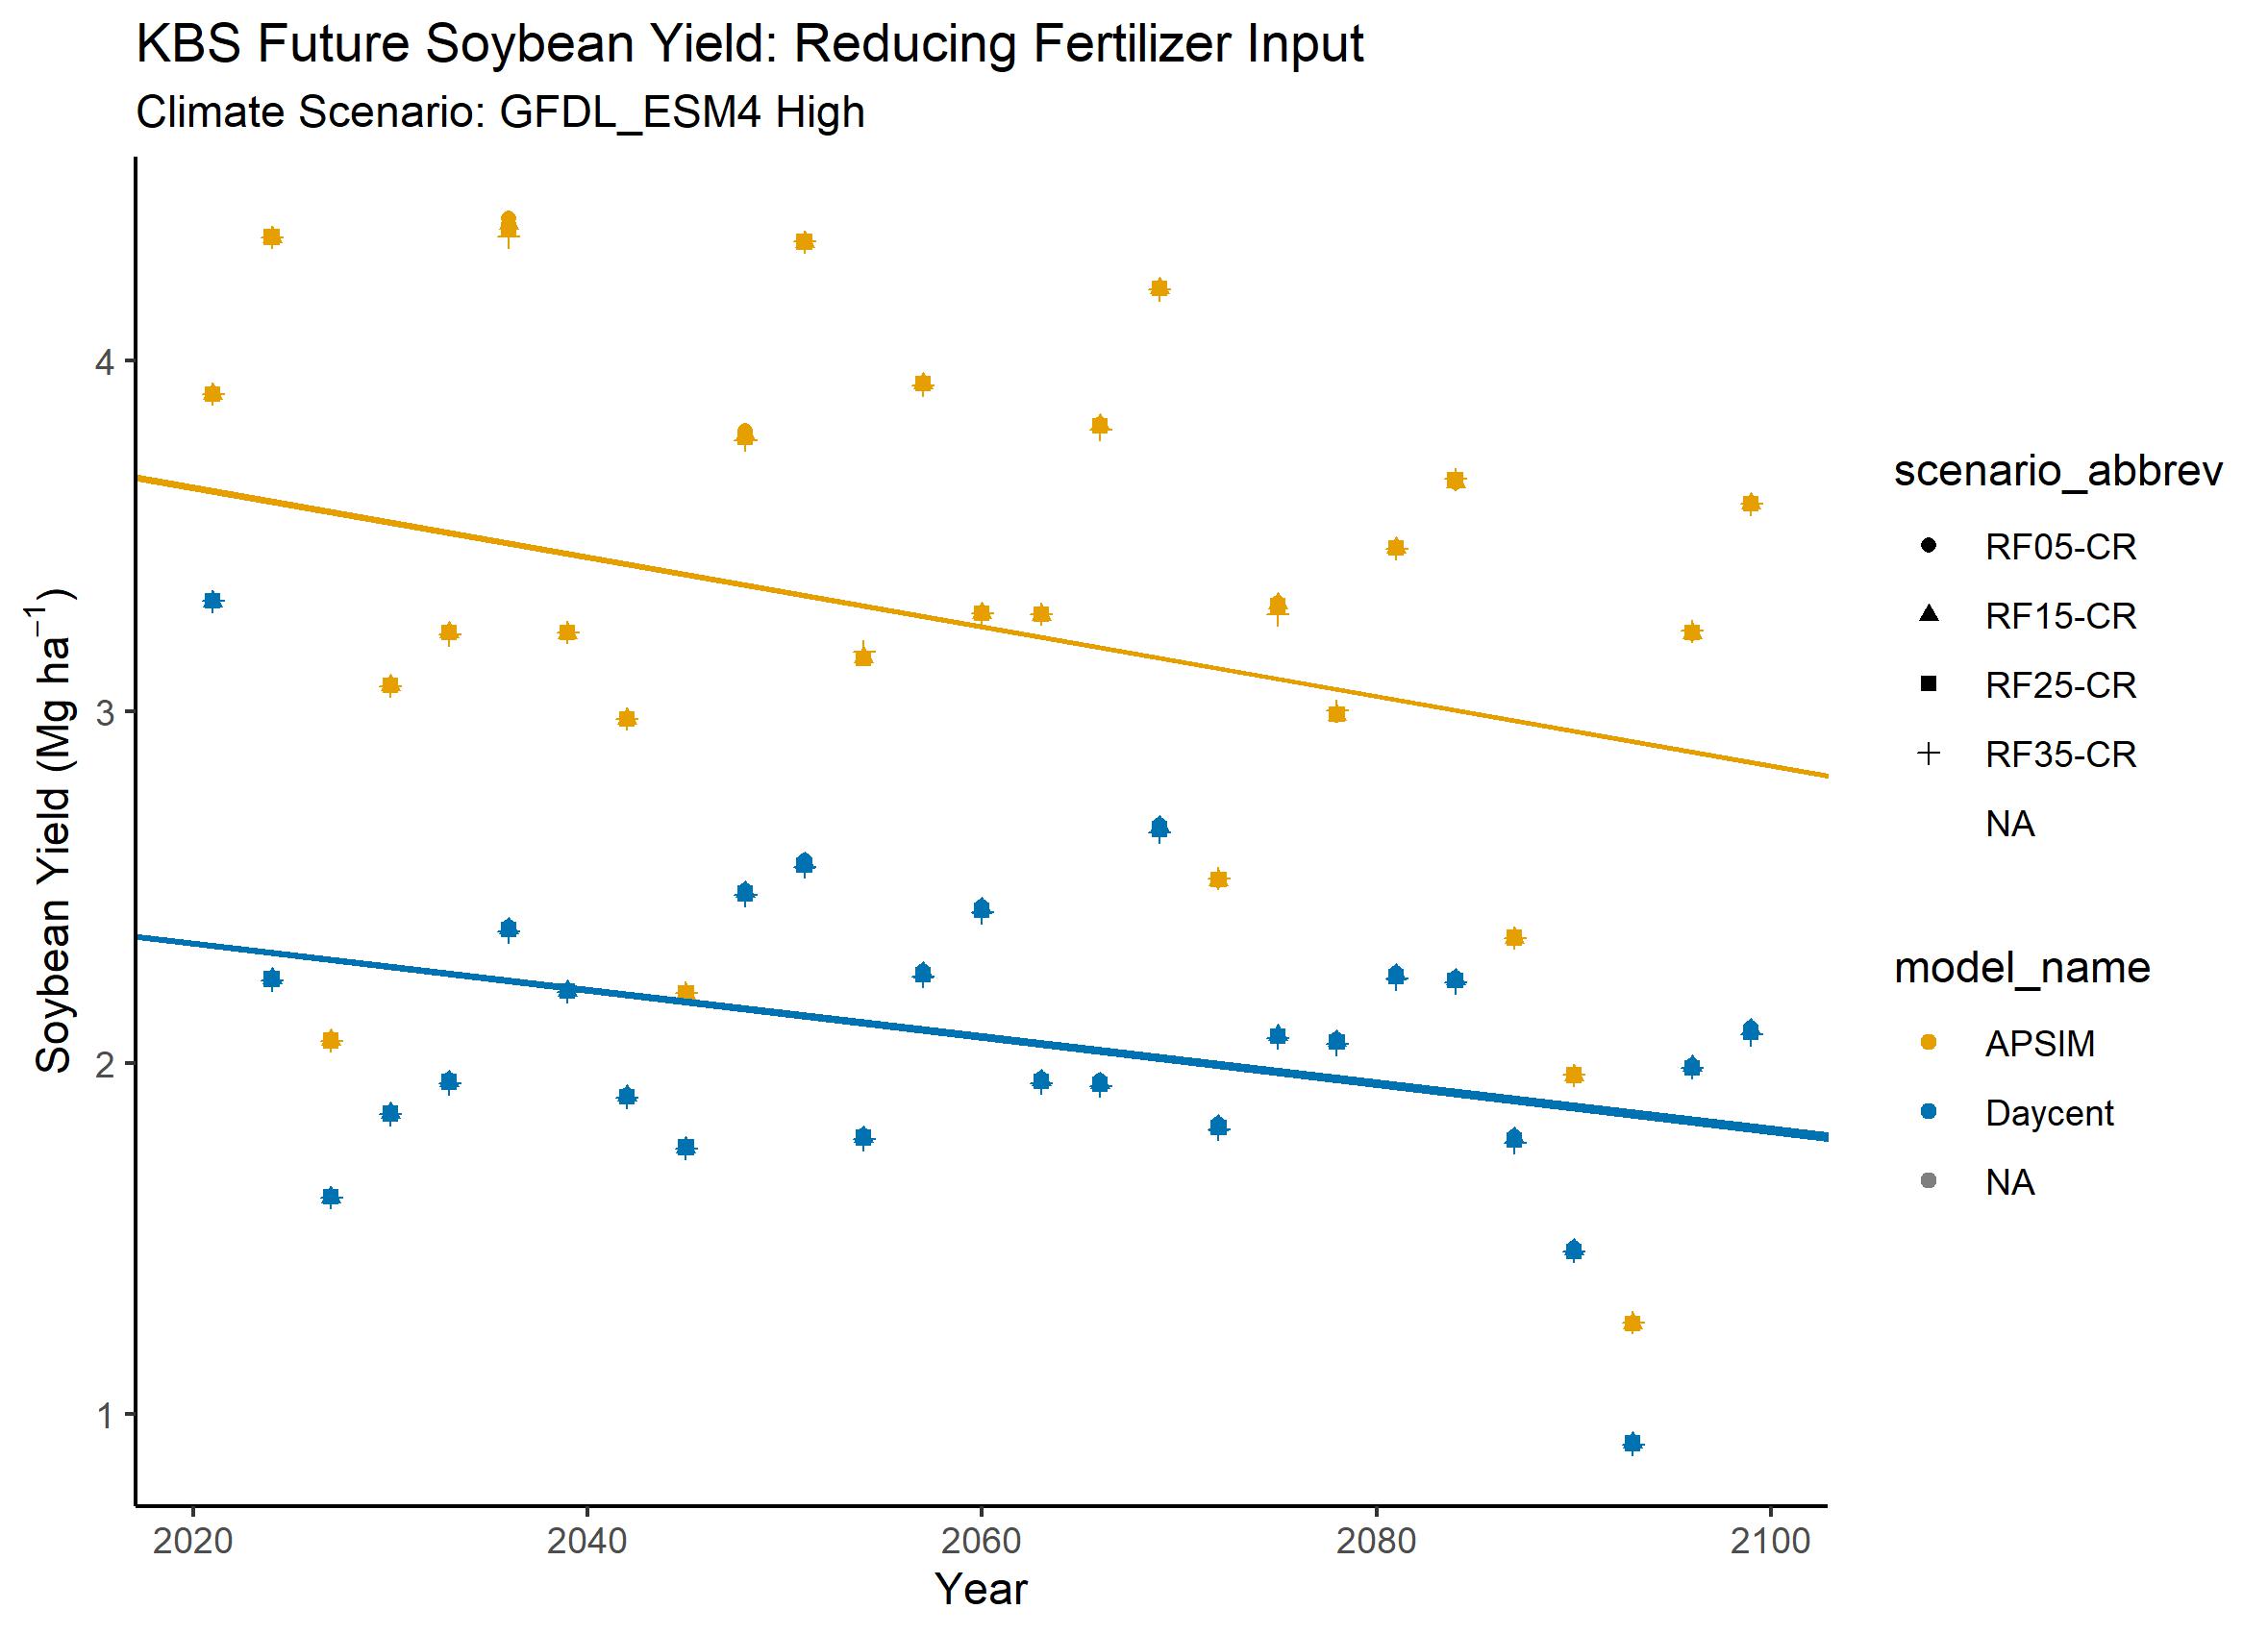 KBS Future Soybean Yield: Reducing Fertilizer Input
Climate Scenario: GFDL_ESM4 High
Soybean Yield (Mg ha⁻¹)
4
3
2
1
2020 2040 2060 2080 2100
Year
scenario_abbrev
RF05-CR
RF15-CR
RF25-CR
RF35-CR
NA
model_name
APSIM
Daycent
NA